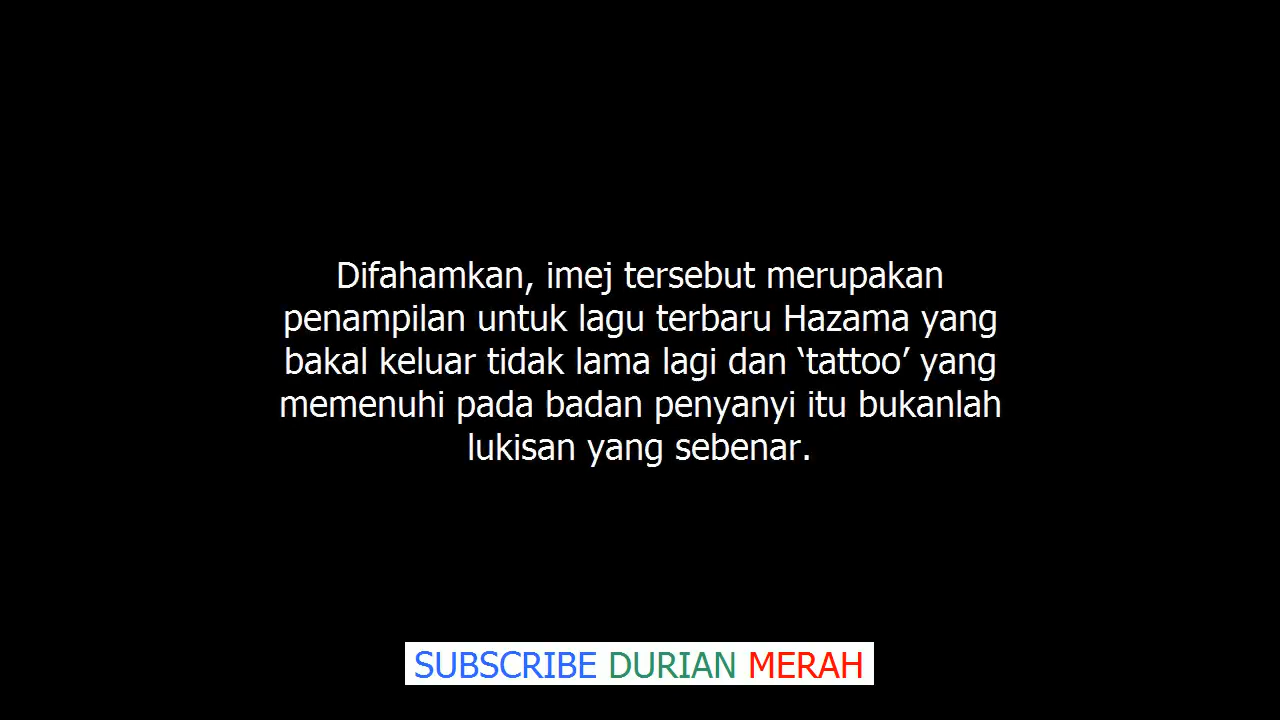 Difahamkan, imej tersebut merupakan
penampilan untuk lagu terbaru Hazama yang
bakal keluar tidak lama lagi dan ‘tattoo’ yang
memenuhi pada badan penyanyi itu bukanlah
lukisan yang sebenar.
SUBSCRIBE DURIAN MERAH